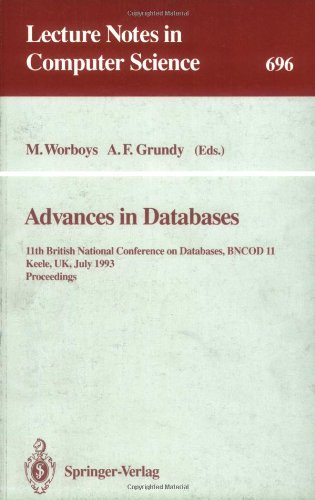 Lecture Notes in
Computer Science 696
M. Worboys A. F. Grundy (Eds.)
Advances in Databases
11th British National Conference on Databases, BNCOD 11
Keele, UK, July 1993
Proceedings
Springer-Verlag